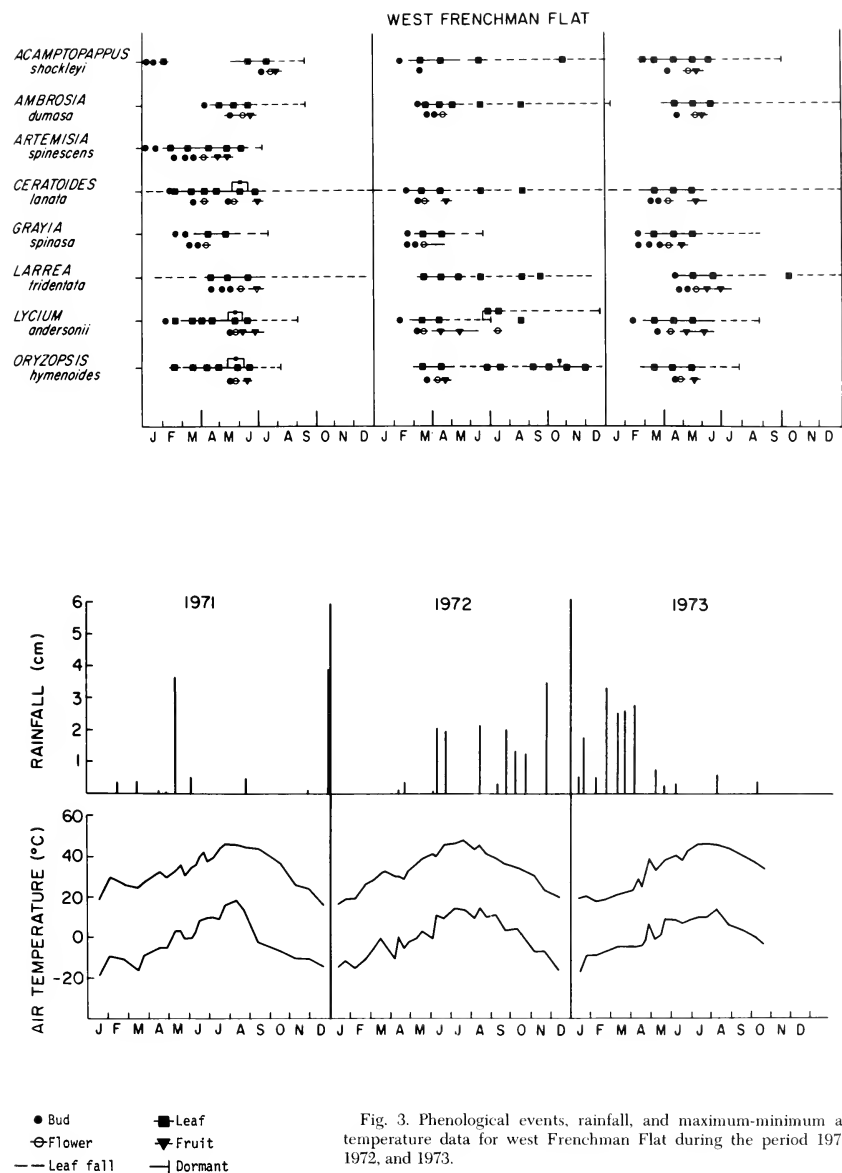 WEST FRENCHMAN FLAT
ACAMPTOPAPPUS
shockleyi
AMBROSIA
dumosa
ARTEMISIA
spinescens
CERATOIDES
lanata
GRAYIA
spinosa
LARREA
tridentata
LYCIUM
andersonii
ORYZOPSIS
hymenoides
J F M A M J J A S O N D J F M A M J J A S O N D J F M A M J J A S O N D
1971 1972 1973
RAINFALL (cm)
6
5
4
3
2
1
AIR TEMPERATURE (°C)
60
40
20
0
-20
J F M A M J J A S O N D J F M A M J J A S O N D J F M A M J J A S O N D
Bud Leaf
Flower Fruit
Leaf fall Dormant
Fig. 3. Phenological events, rainfall, and maximum-minimum a
temperature data for west Frenchman Flat during the period 197
1972, and 1973.